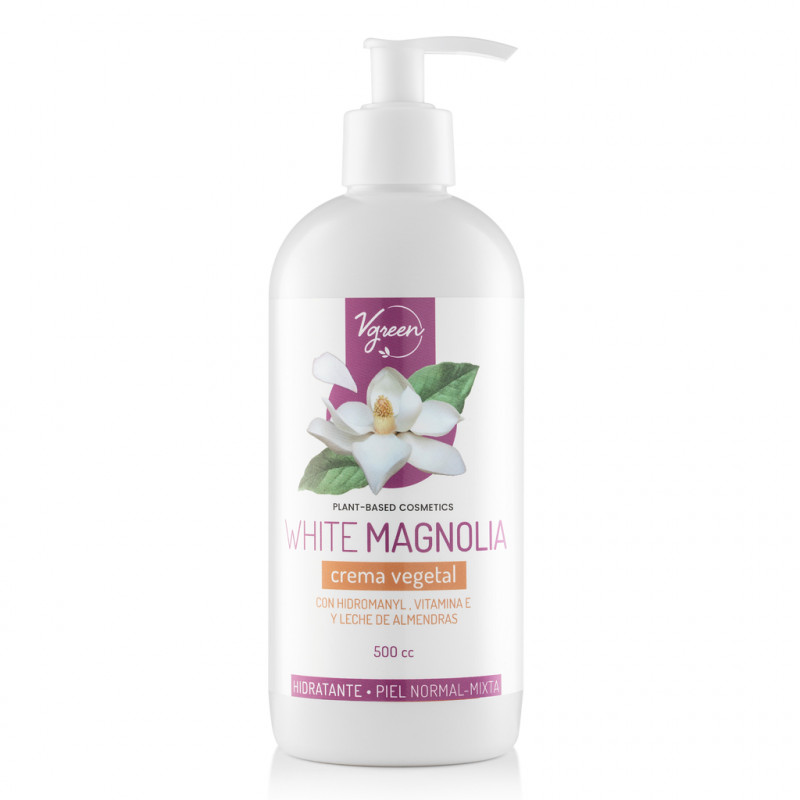 Vgreen
PLANT-BASED COSMETICS
WHITE MAGNOLIA
crema vegetal
CON HIDROMANYL , VITAMINA E
Y LECHE DE ALMENDRAS
500 cc
HIDRATANTE • PIEL NORMAL-MIXTA